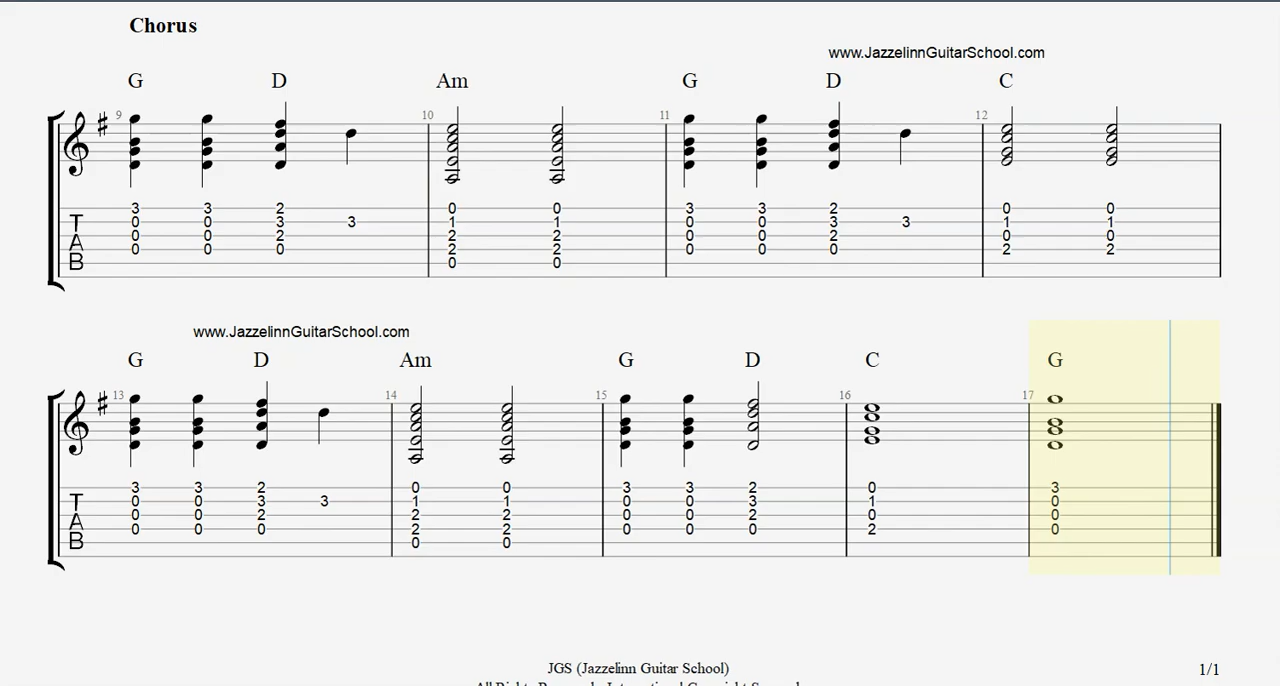 Chorus
www.JazzelinnGuitarSchool.com
G D Am G D C
9 10 11 12
3 3 2 0 0 3 3 2 0 0
T 0 0 3 3 1 1 0 0 3 3 1 1
A 0 0 2 2 2 0 0 2 0 0
B 0 0 0 2 2 0 0 0 2 2
0 0
www.JazzelinnGuitarSchool.com
G D Am G D C G
13 14 15 16 17
3 3 2 0 0 3 3 2 0 3
T 0 0 3 3 1 1 0 0 3 1 0
A 0 0 2 2 2 0 0 2 0 0
B 0 0 0 2 2 0 0 0 2 0
0 0
JGS (Jazzelinn Guitar School)
1/1